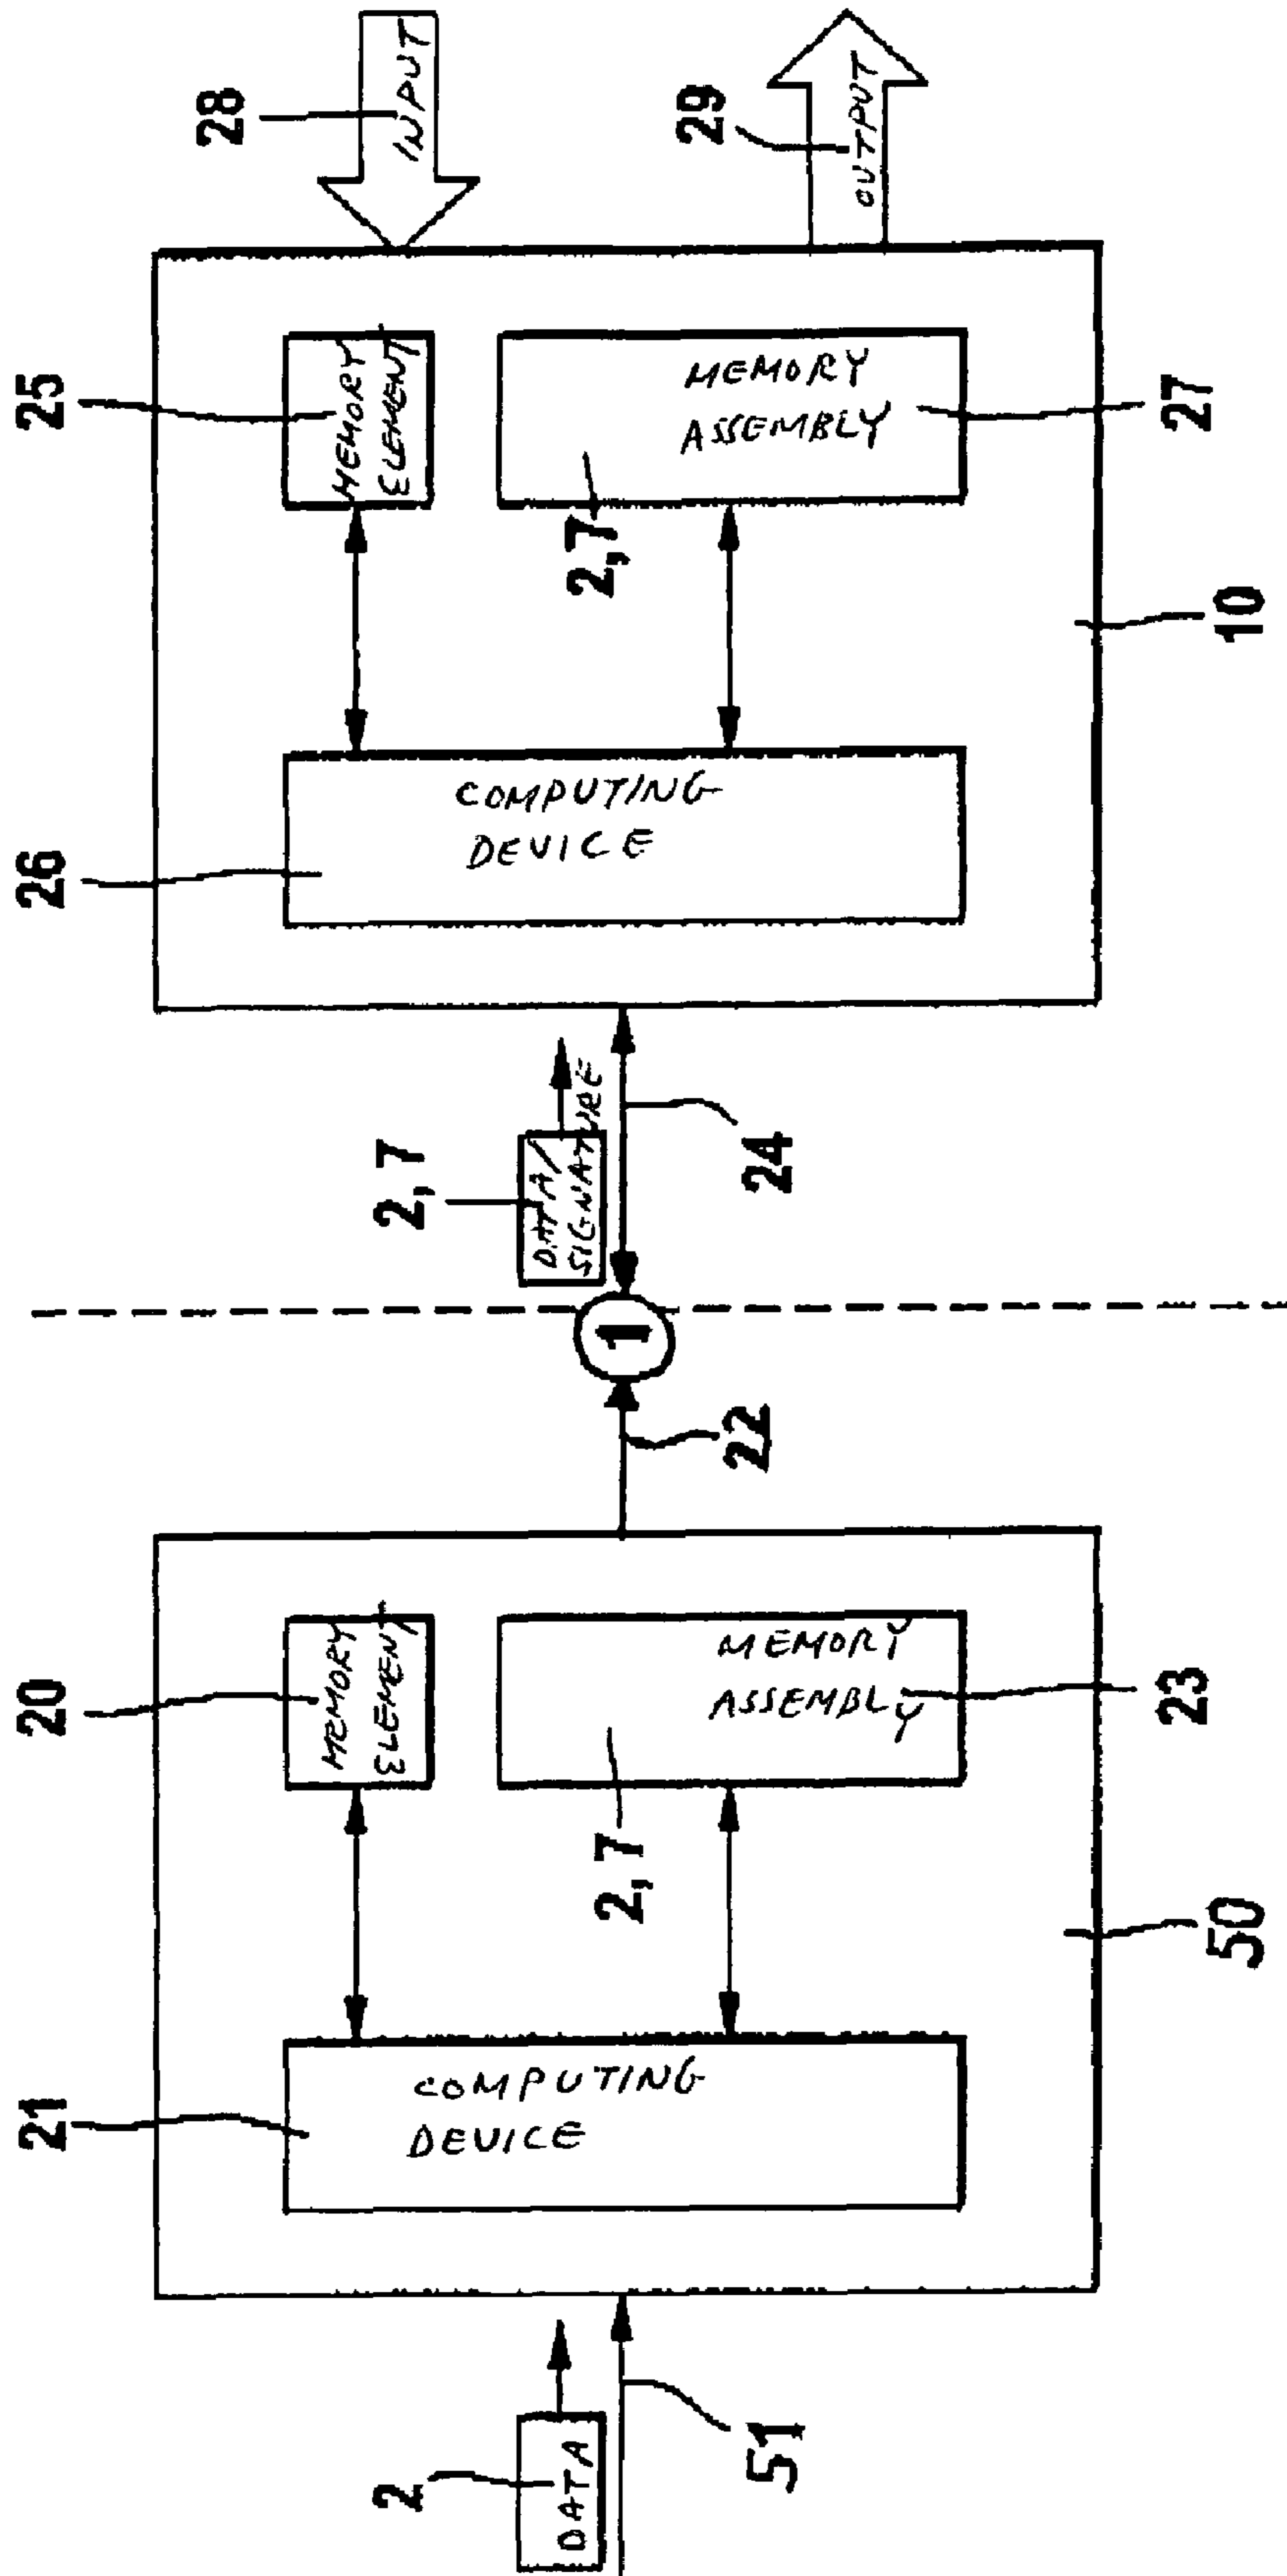 21
20
26
25
28
INPUT
29
OUTPUT
2
DATA
51
COMPUTING
DEVICE
MEMORY
ELEMENT
2,7
MEMORY
ASSEMBLY
23
50
22
1
2,7
DATA/
SIGNATURE
24
COMPUTING
DEVICE
MEMORY
ELEMENT
2,7
MEMORY
ASSEMBLY
27
10